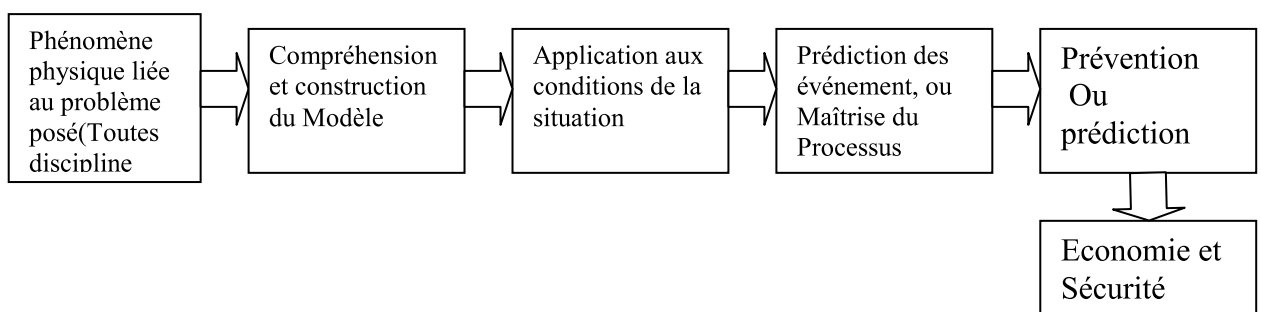 Phénomène
physique liée
au problème
posé(Toutes
discipline
Compréhension
et construction
du Modèle
Application aux
conditions de la
situation
Prédiction des
événement, ou
Maîtrise du
Processus
Prévention
Ou
prédiction
Economie et
Sécurité